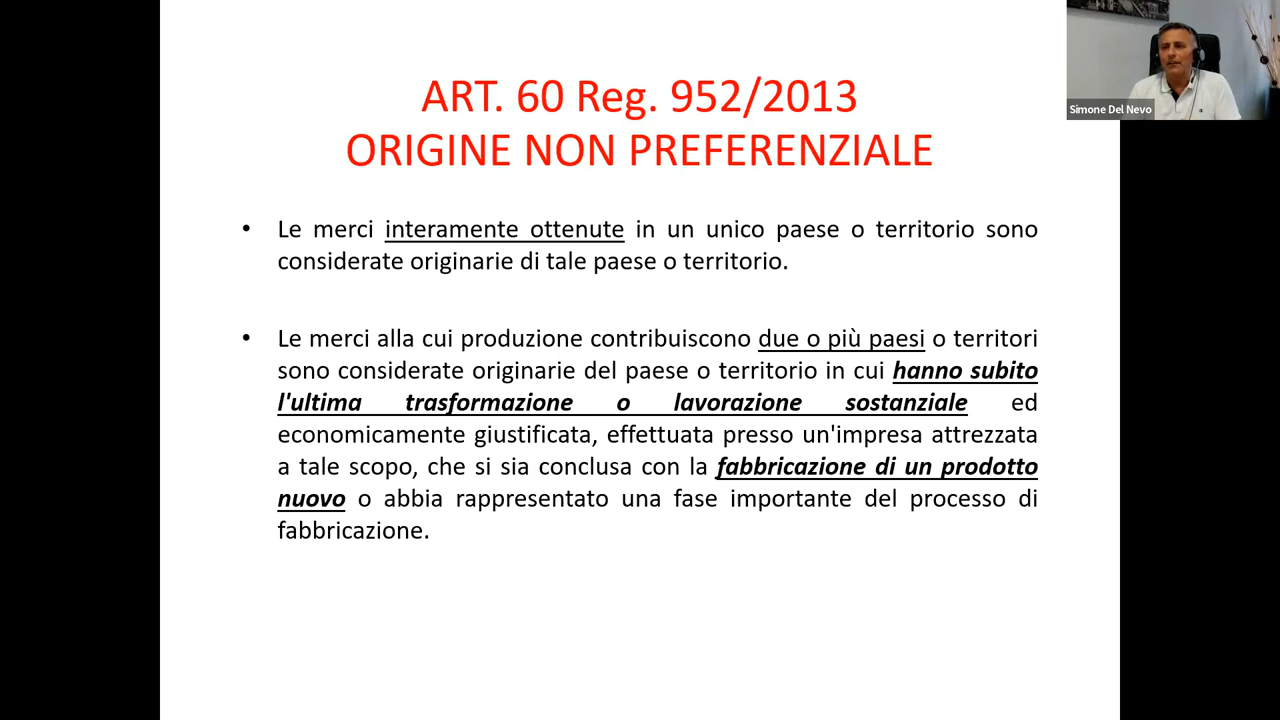 ART. 60 Reg. 952/2013
ORIGINE NON PREFERENZIALE
Simone Del Nevo
• Le merci interamente ottenute in un unico paese o territorio sono
considerate originarie di tale paese o territorio.
• Le merci alla cui produzione contribuiscono due o più paesi o territori
sono considerate originarie del paese o territorio in cui hanno subito
l'ultima trasformazione o lavorazione sostanziale ed
economicamente giustificata, effettuata presso un'impresa attrezzata
a tale scopo, che si sia conclusa con la fabbricazione di un prodotto
nuovo o abbia rappresentato una fase importante del processo di
fabbricazione.